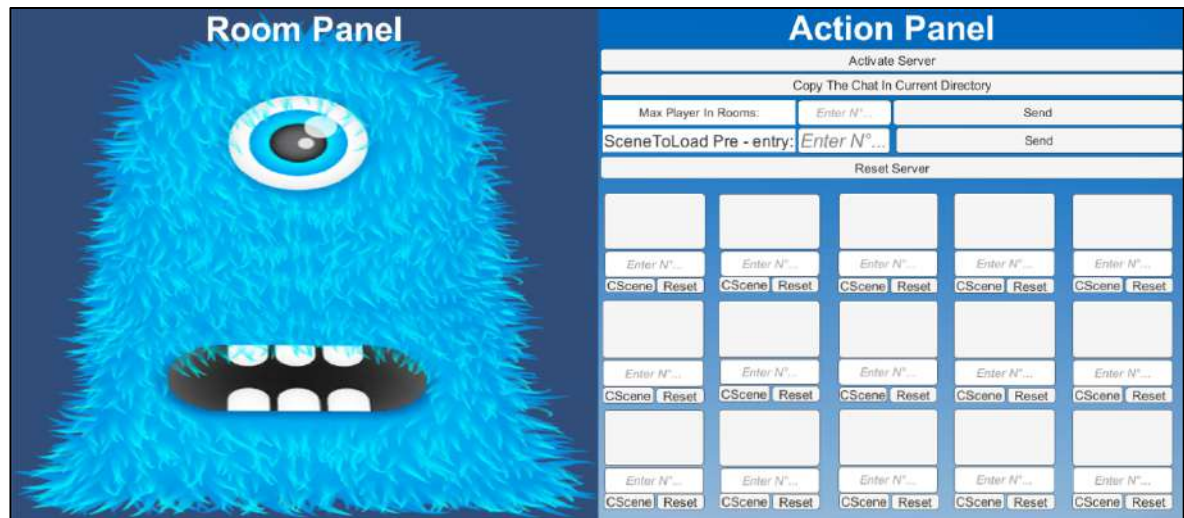 Room Panel
Action Panel
Activate Server
Copy The Chat In Current Directory
Max Player In Rooms: Enter N°... Send
SceneToLoad Pre - entry: Enter N°... Send
Reset Server
Enter N°... Enter N°... Enter N°... Enter N°... Enter N°...
CScene Reset CScene Reset CScene Reset CScene Reset CScene Reset
Enter N°... Enter N°... Enter N°... Enter N°... Enter N°...
CScene Reset CScene Reset CScene Reset CScene Reset CScene Reset
Enter N°... Enter N°... Enter N°... Enter N°... Enter N°...
CScene Reset CScene Reset CScene Reset CScene Reset CScene Reset